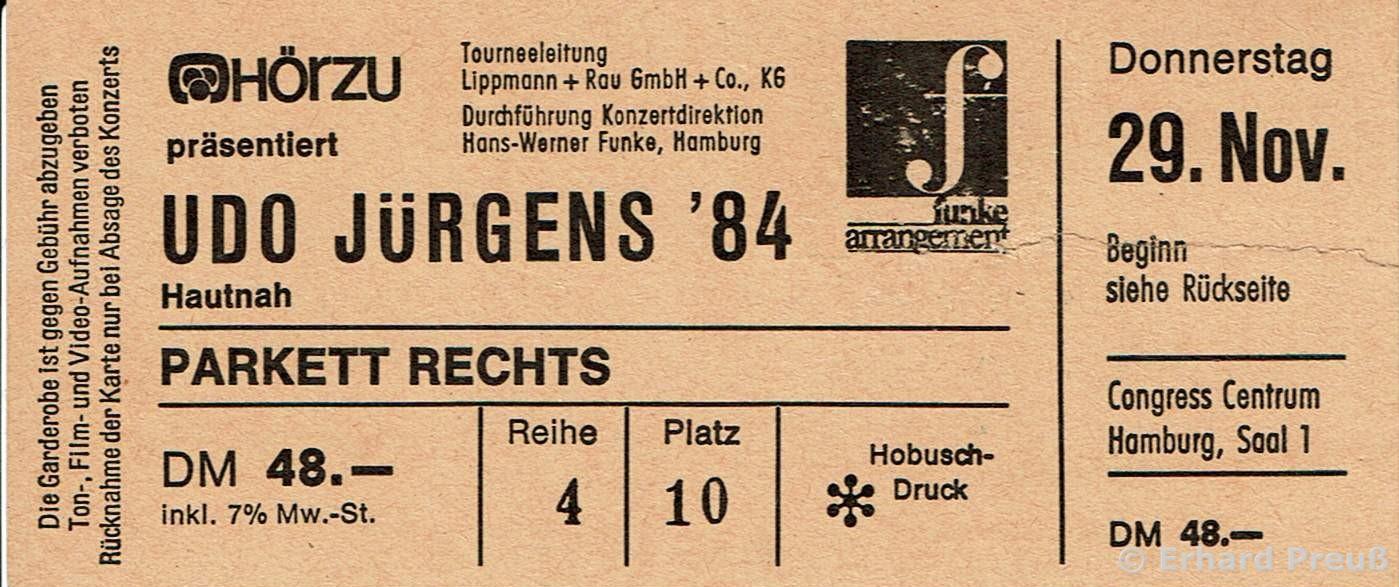 Die Garderobe ist gegen Gebühr abzugeben
Ton-, Film- und Video-Aufnahmen verboten
Rücknahme der Karte nur bei Absage des Konzerts
HÖRZU
präsentiert
Tourneeleitung
Lippmann + Rau GmbH + Co., KG
Durchführung Konzertdirektion
Hans-Werner Funke, Hamburg
f
funke
arrangement
UDO JÜRGENS '84
Hautnah
PARKETT RECHTS
DM 48.—
inkl. 7% Mw.-St.
Reihe
4
Platz
10
Hobusch-
Druck
Donnerstag
29. Nov.
Beginn
siehe Rückseite
Congress Centrum
Hamburg, Saal 1
DM 48.—
© Erhard Preuß